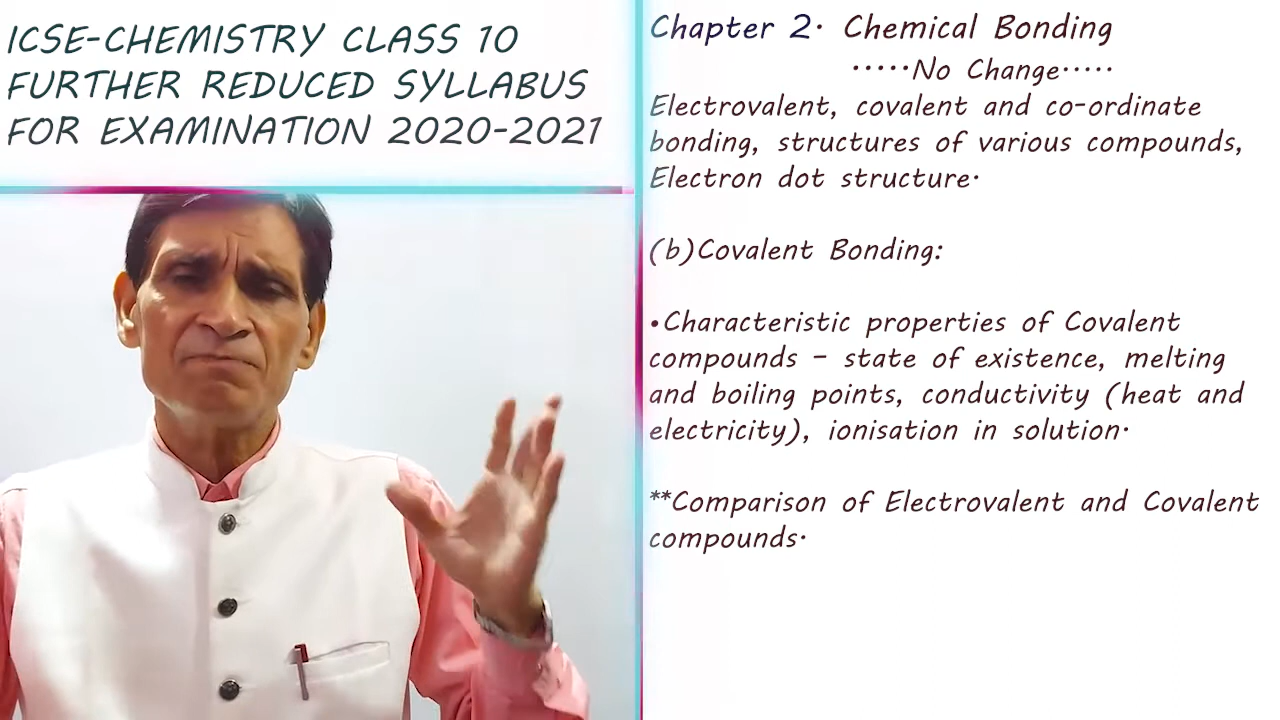 ICSE-CHEMISTRY CLASS 10
FURTHER REDUCED SYLLABUS
FOR EXAMINATION 2020-2021
Chapter 2· Chemical Bonding
·····No Change·····
Electrovalent, covalent and co-ordinate
bonding, structures of various compounds,
Electron dot structure·
(b)Covalent Bonding:
•Characteristic properties of Covalent
compounds – state of existence, melting
and boiling points, conductivity (heat and
electricity), ionisation in solution·
**Comparison of Electrovalent and Covalent
compounds·